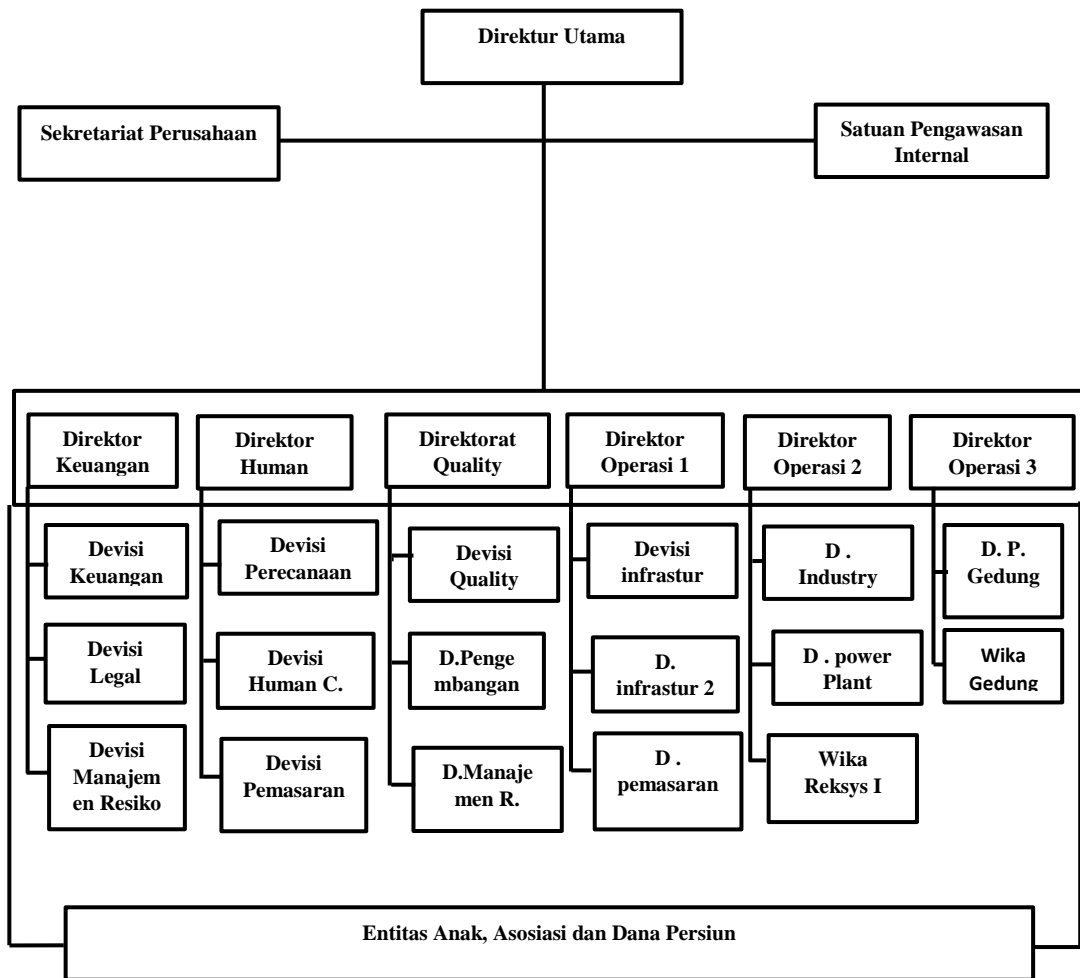 Direktur Utama
Sekretariat Perusahaan
Satuan Pengawasan
Internal
Direktor
Keuangan
Direktor
Human
Direktorat
Quality
Direktor
Operasi 1
Direktor
Operasi 2
Direktor
Operasi 3
Devisi
Keuangan
Devisi
Perecanaan
Devisi
Quality
Devisi
infrastur
D .
Industry
D. P.
Gedung
Devisi
Legal
Devisi
Human C.
D.Penge
mbangan
D.
infrastur 2
D . power
Plant
Wika
Gedung
Devisi
Manajem
en Resiko
Devisi
Pemasaran
D.Manaje
men R.
D .
pemasaran
Wika
Reksys I
Entitas Anak, Asosiasi dan Dana Persiun